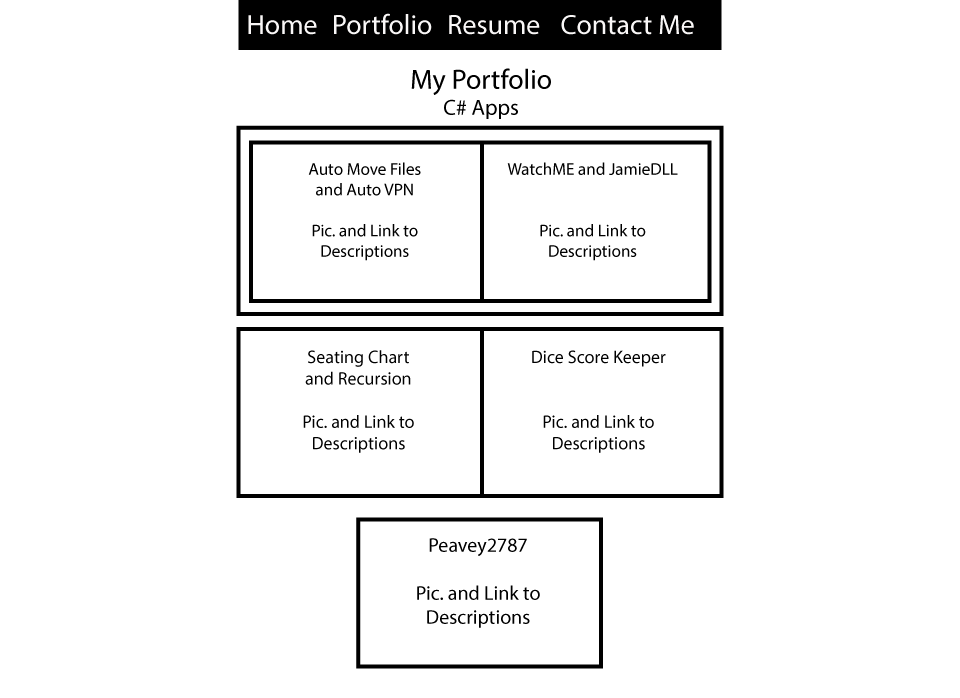 Home Portfolio Resume Contact Me
My Portfolio
C# Apps
Auto Move Files
and Auto VPN
Pic. and Link to
Descriptions
WatchME and JamieDLL
Pic. and Link to
Descriptions
Seating Chart
and Recursion
Pic. and Link to
Descriptions
Dice Score Keeper
Pic. and Link to
Descriptions
Peavey2787
Pic. and Link to
Descriptions